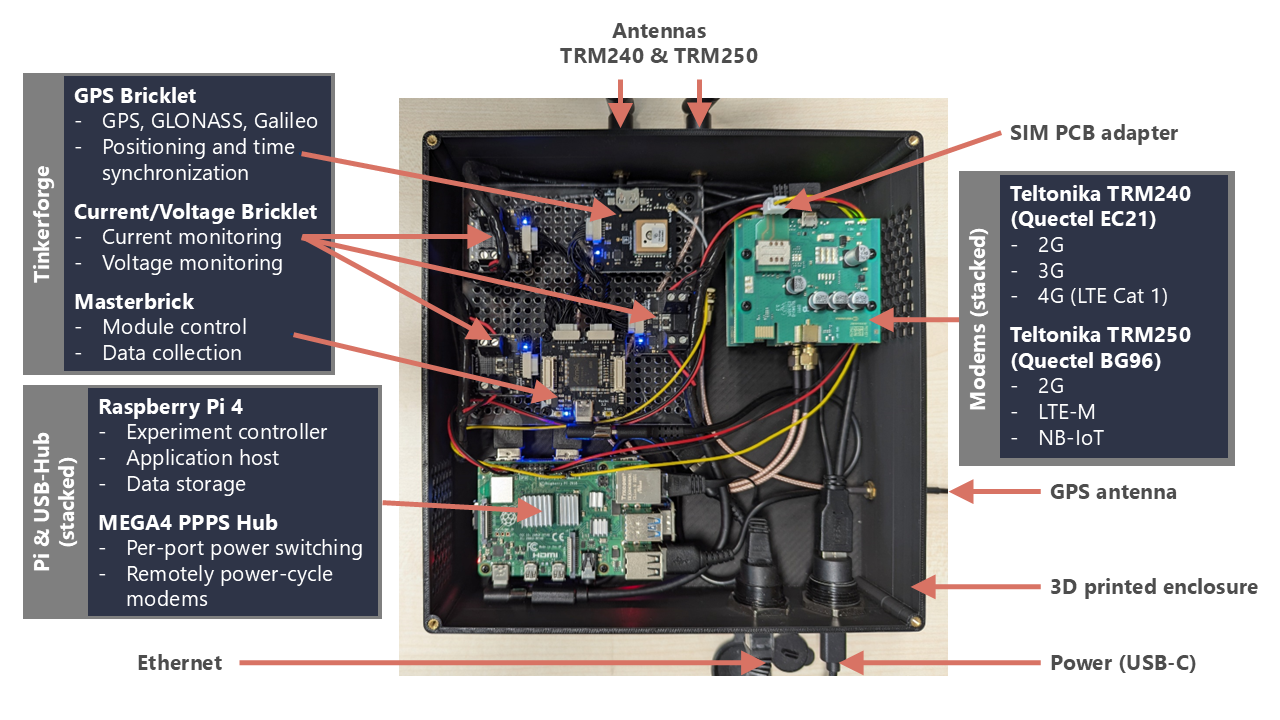 Antennas
TRM240 & TRM250
Tinkerforge
GPS Bricklet
- GPS, GLONASS, Galileo
- Positioning and time
synchronization
Current/Voltage Bricklet
- Current monitoring
- Voltage monitoring
Masterbrick
- Module control
- Data collection
Pi & USB-Hub
(stacked)
Raspberry Pi 4
- Experiment controller
- Application host
- Data storage
MEGA4 PPPS Hub
- Per-port power switching
- Remotely power-cycle
modems
Ethernet
SIM PCB adapter
Modems (stacked)
Teltonika TRM240
(Quectel EC21)
- 2G
- 3G
- 4G (LTE Cat 1)
Teltonika TRM250
(Quectel BG96)
- 2G
- LTE-M
- NB-IoT
GPS antenna
3D printed enclosure
Power (USB-C)
HDMI